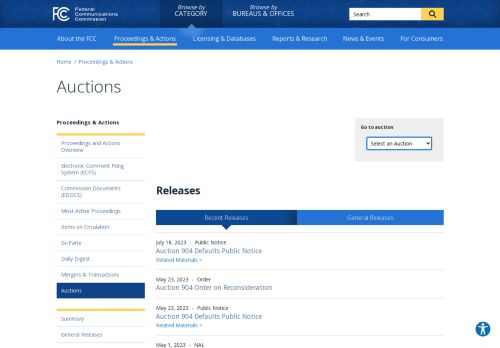 FCC
Federal
Communications
Commission
Browse by
CATEGORY
Browse by
BUREAUS & OFFICES
Search
About the FCC
Proceedings & Actions
Licensing & Databases
Reports & Research
News & Events
For Consumers
Home / Proceedings & Actions
Auctions
Proceedings & Actions
Proceedings and Actions
Overview
Electronic Comment Filing
System (ECFS)
Commission Documents
(EDOCS)
Most Active Proceedings
Items on Circulation
Ex-Parte
Daily Digest
Mergers & Transactions
Auctions
Summary
General Releases
Go to auction
Select an Auction
Releases
Recent Releases
General Releases
July 18, 2023 - Public Notice
Auction 904 Defaults Public Notice
Related Materials >
May 23, 2023 - Order
Auction 904 Order on Reconsideration
May 23, 2023 - Public Notice
Auction 904 Defaults Public Notice
Related Materials >
May 1, 2023 - NAL